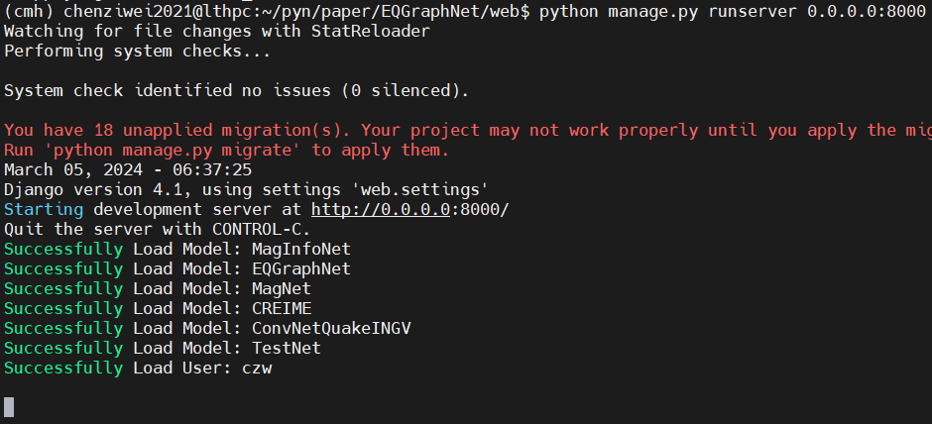 (cmh) chenziwei2021@lthpc:~/pyn/paper/EQGraphNet/web$ python manage.py runserver 0.0.0.0:8000
Watching for file changes with StatReloader
Performing system checks...
System check identified no issues (0 silenced).
You have 18 unapplied migration(s). Your project may not work properly until you apply the mig
Run 'python manage.py migrate' to apply them.
March 05, 2024 - 06:37:25
Django version 4.1, using settings 'web.settings'
Starting development server at http://0.0.0.0:8000/
Quit the server with CONTROL-C.
Successfully Load Model: MagInfoNet
Successfully Load Model: EQGraphNet
Successfully Load Model: MagNet
Successfully Load Model: CREIME
Successfully Load Model: ConvNetQuakeINGV
Successfully Load Model: TestNet
Successfully Load User: czw